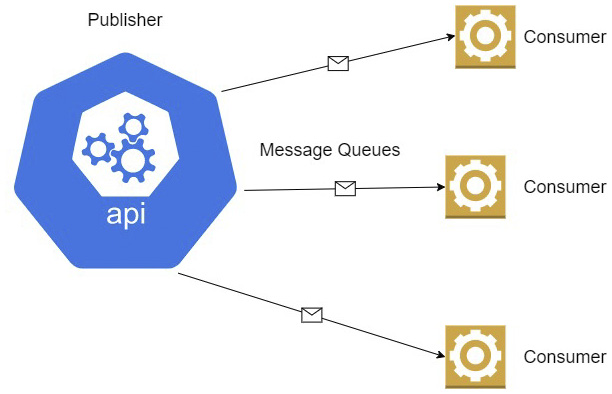 Publisher
Consumer
Message Queues
Consumer
api
Consumer